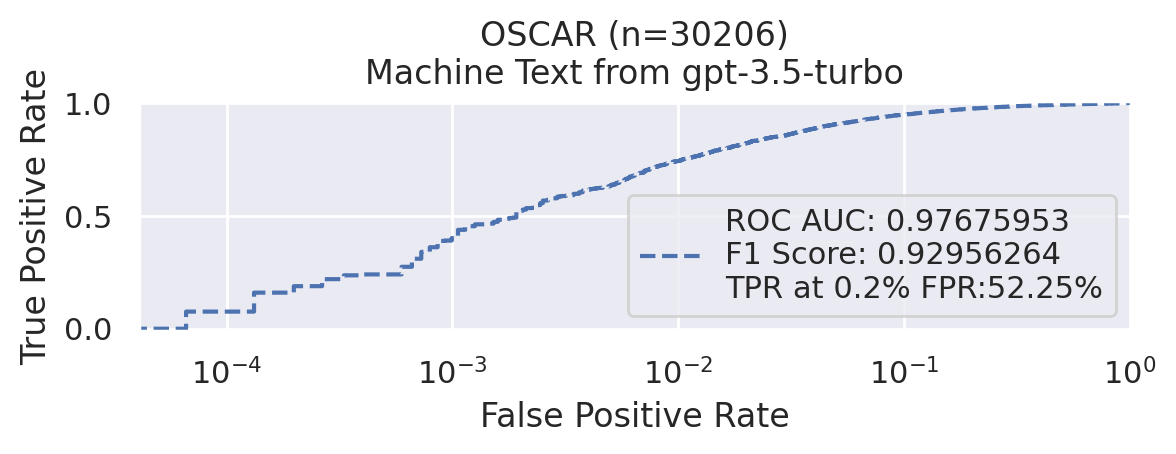 OSCAR (n=30206)
Machine Text from gpt-3.5-turbo
True Positive Rate
1.0
0.5
0.0
ROC AUC: 0.97675953
F1 Score: 0.92956264
TPR at 0.2% FPR:52.25%
10⁻⁴
10⁻³
10⁻²
10⁻¹
10⁰
False Positive Rate